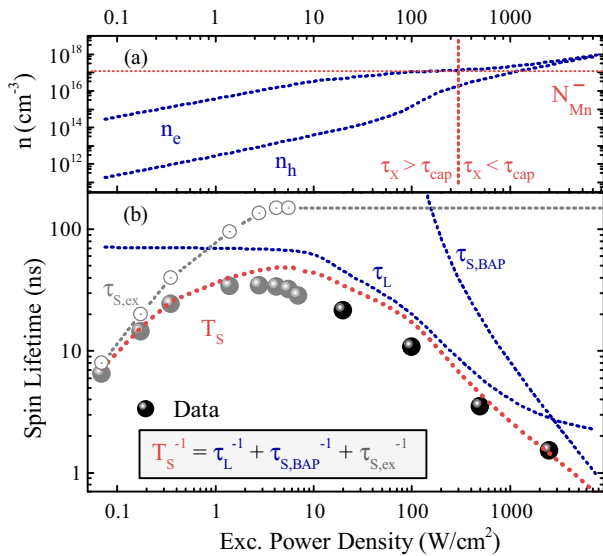 0.1 1 10 100 1000
(a)
10^18
10^16
10^14
10^12
n (cm^-3)
n_e
n_h
N_Mn^−
τ_X > τ_cap
τ_X < τ_cap
(b)
100
10
1
Spin Lifetime (ns)
τ_S,ex
τ_L
τ_S,BAP
T_S
Data
T_S^-1 = τ_L^-1 + τ_S,BAP^-1 + τ_S,ex^-1
0.1 1 10 100 1000
Exc. Power Density (W/cm²)